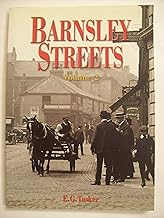 BARNSLEY
STREETS
Volume 2
E. G. Tasker